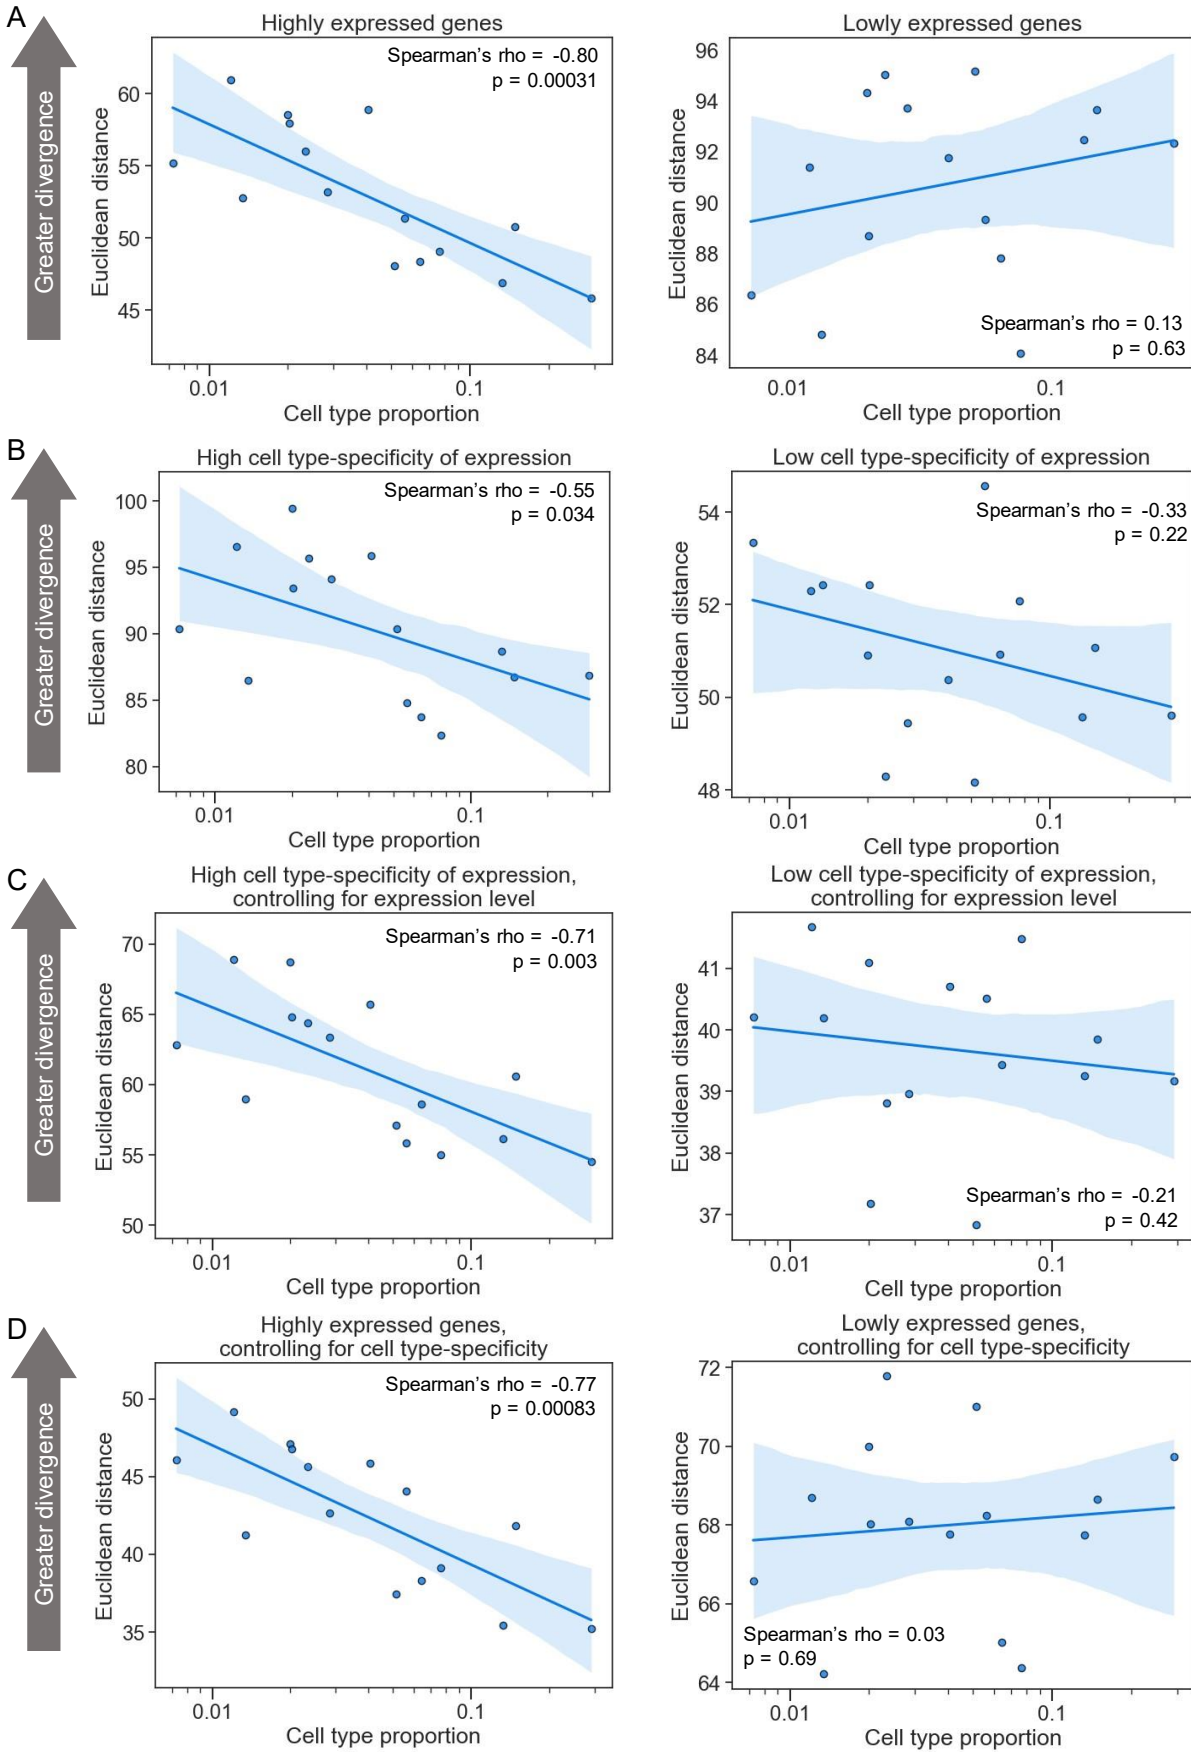 A
Greater divergence
Highly expressed genes
Spearman's rho = -0.80
p = 0.00031
Euclidean distance
60
55
50
45
0.01
0.1
Cell type proportion
Lowly expressed genes
Euclidean distance
96
94
92
90
88
86
84
Spearman's rho = 0.13
p = 0.63
0.01
0.1
Cell type proportion
B
Greater divergence
High cell type-specificity of expression
Spearman's rho = -0.55
p = 0.034
Euclidean distance
100
95
90
85
80
0.01
0.1
Cell type proportion
Low cell type-specificity of expression
Spearman's rho = -0.33
p = 0.22
Euclidean distance
54
52
50
48
0.01
0.1
Cell type proportion
C
Greater divergence
High cell type-specificity of expression,
controlling for expression level
Spearman's rho = -0.71
p = 0.003
Euclidean distance
70
65
60
55
50
0.01
0.1
Cell type proportion
Low cell type-specificity of expression,
controlling for expression level
Euclidean distance
41
40
39
38
37
Spearman's rho = -0.21
p = 0.42
0.01
0.1
Cell type proportion
D
Greater divergence
Highly expressed genes,
controlling for cell type-specificity
Spearman's rho = -0.77
p = 0.00083
Euclidean distance
50
45
40
35
0.01
0.1
Cell type proportion
Lowly expressed genes,
controlling for cell type-specificity
Euclidean distance
72
70
68
66
64
Spearman's rho = 0.03
p = 0.69
0.01
0.1
Cell type proportion